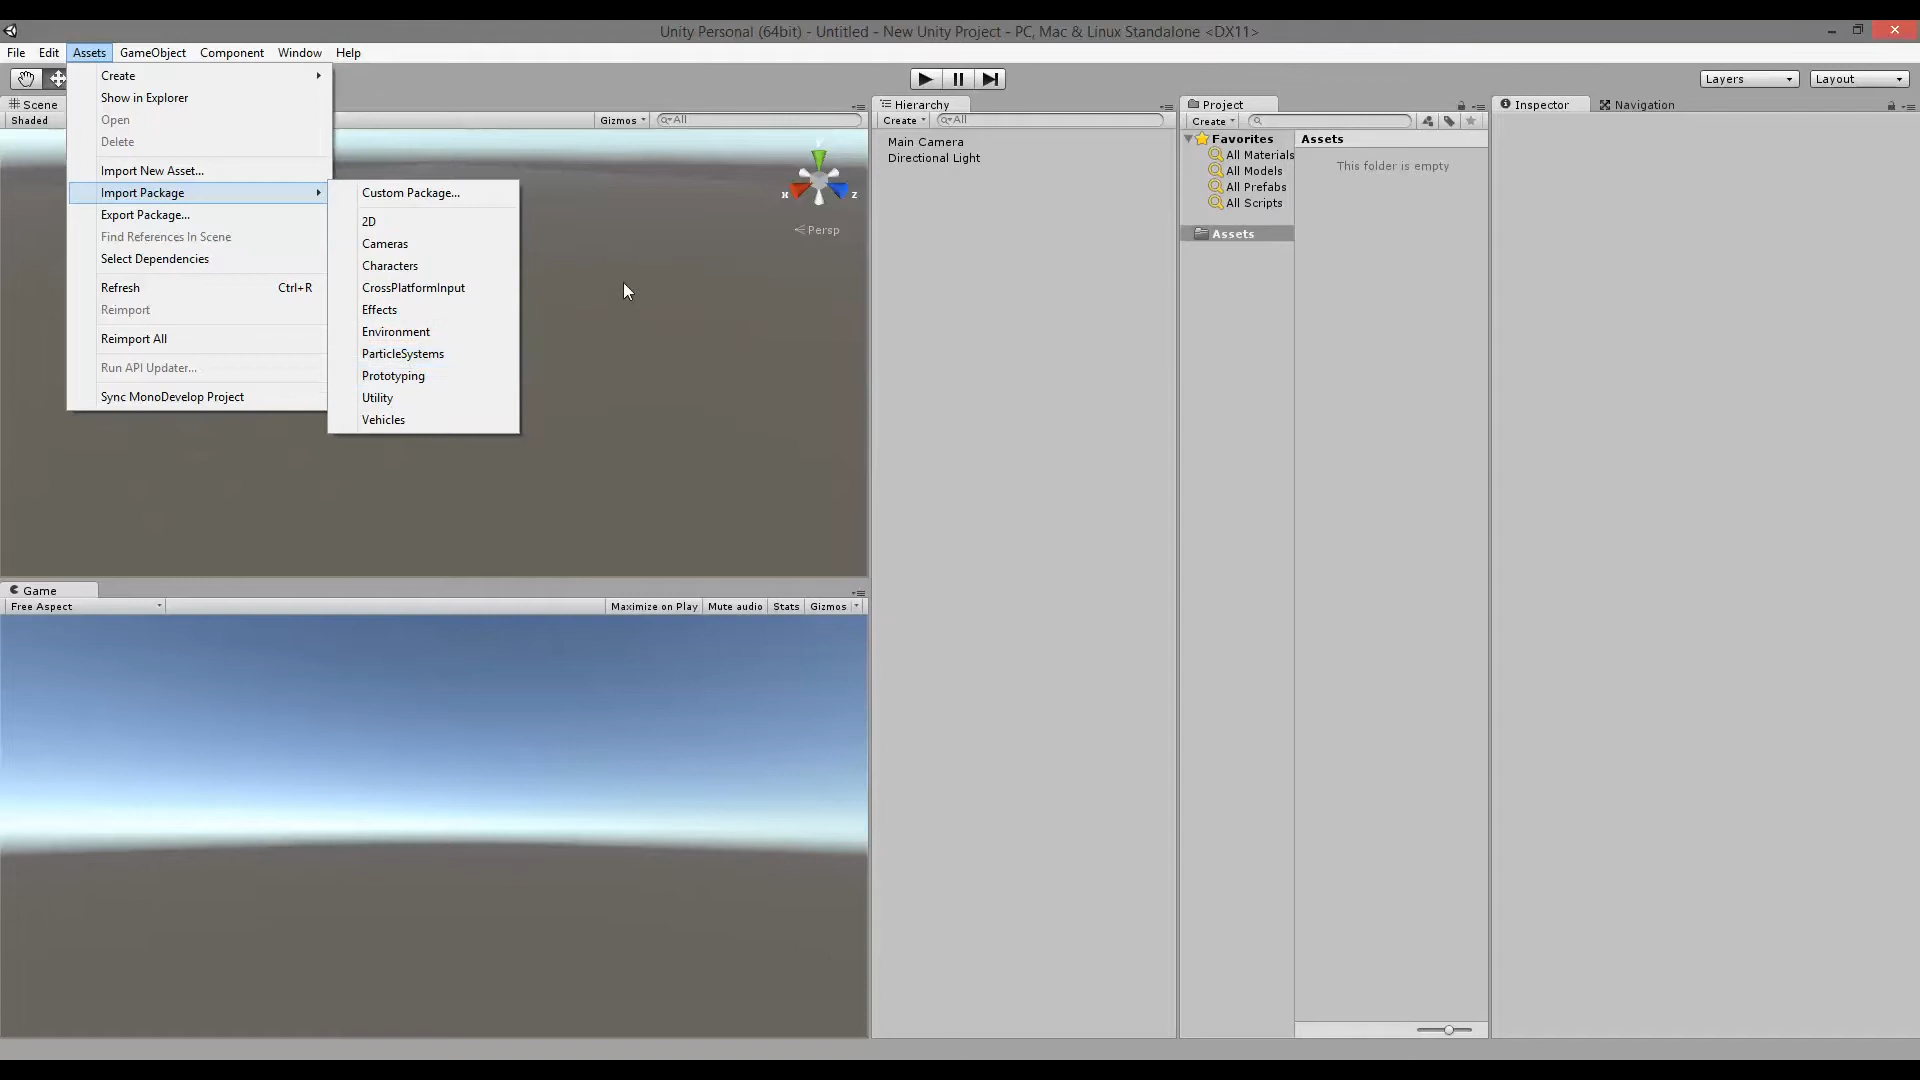 Unity Personal (64bit) - Untitled - New Unity Project - PC, Mac & Linux Standalone <DX11>
File Edit Assets GameObject Component Window Help
Layers Layout
Create
Show in Explorer
Open
Delete
Import New Asset...
Import Package
Export Package...
Find References In Scene
Select Dependencies
Refresh Ctrl+R
Reimport
Reimport All
Run API Updater...
Sync MonoDevelop Project
Custom Package...
2D
Cameras
Characters
CrossPlatformInput
Effects
Environment
ParticleSystems
Prototyping
Utility
Vehicles
Scene
Shaded Gizmos All
x z
Persp
Game
Free Aspect Maximize on Play Mute audio Stats Gizmos
Hierarchy
Create All
Main Camera
Directional Light
Project
Create
Favorites
All Materials
All Models
All Prefabs
All Scripts
Assets
Assets
This folder is empty
Inspector Navigation